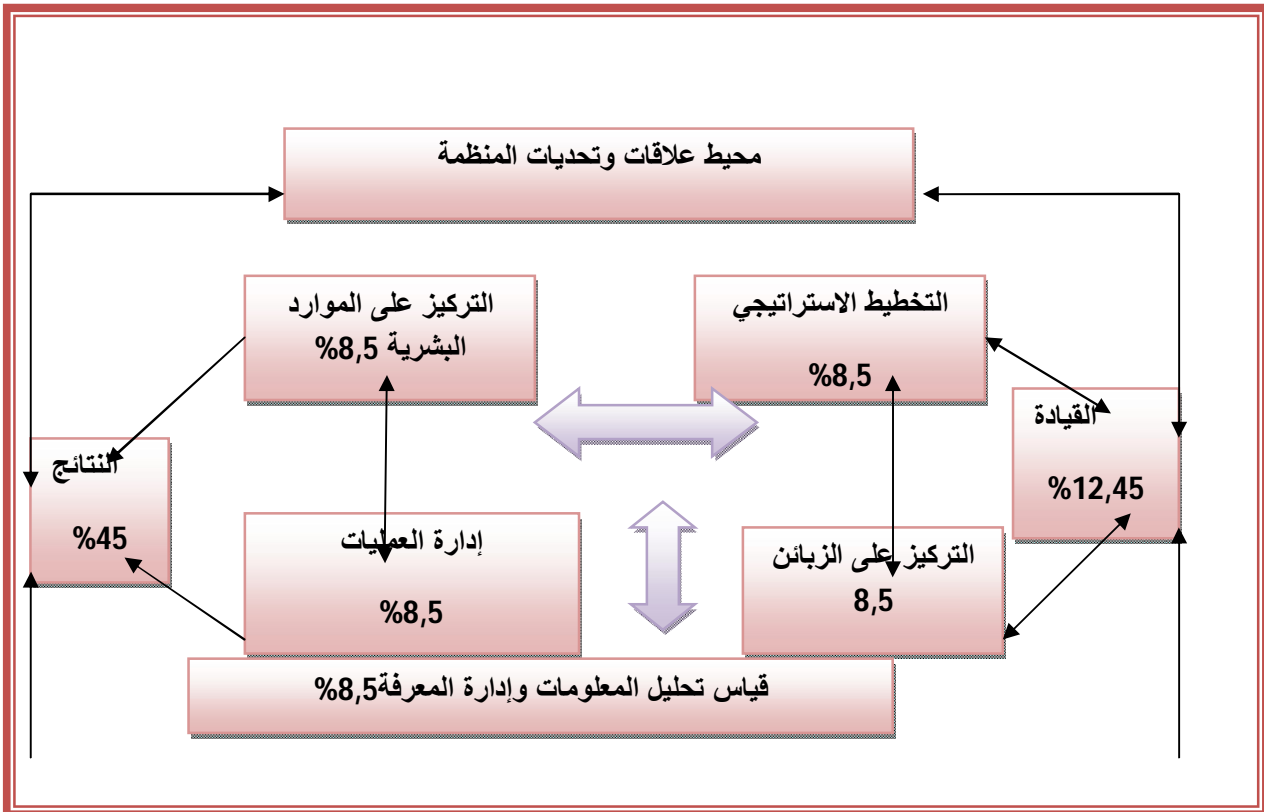 محيط علاقات وتحديات المنظمة
التخطيط الاستراتيجي
%8,5
التركيز على الموارد
البشرية 8,5%
القيادة
%12,45
النتائج
%45
التركيز على الزبائن
8,5
إدارة العمليات
%8,5
قياس تحليل المعلومات وإدارة المعرفة8,5%